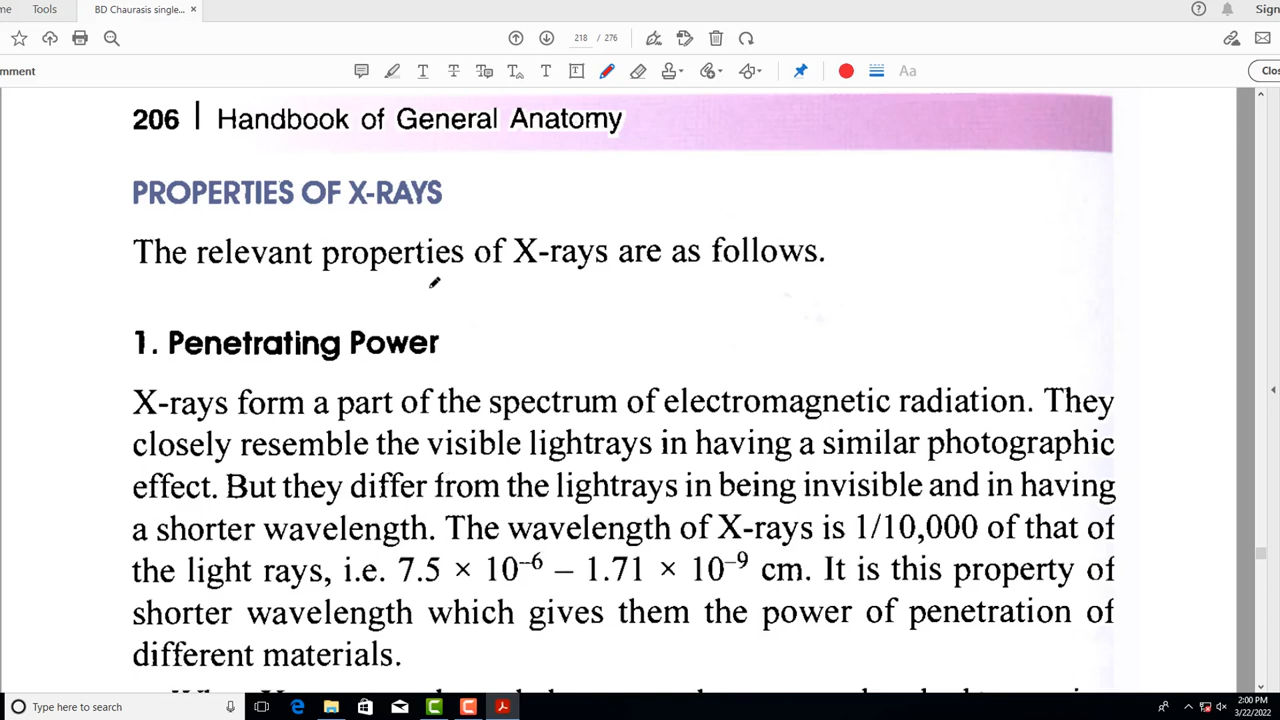 me Tools BD Chaurasis single... × Sign
218 / 276
mment Aa Clos
206 | Handbook of General Anatomy
PROPERTIES OF X-RAYS
The relevant properties of X-rays are as follows.
1. Penetrating Power
X-rays form a part of the spectrum of electromagnetic radiation. They
closely resemble the visible lightrays in having a similar photographic
effect. But they differ from the lightrays in being invisible and in having
a shorter wavelength. The wavelength of X-rays is 1/10,000 of that of
the light rays, i.e. 7.5 × 10⁻⁶ – 1.71 × 10⁻⁹ cm. It is this property of
shorter wavelength which gives them the power of penetration of
different materials.
Type here to search
2:00 PM
3/22/2022